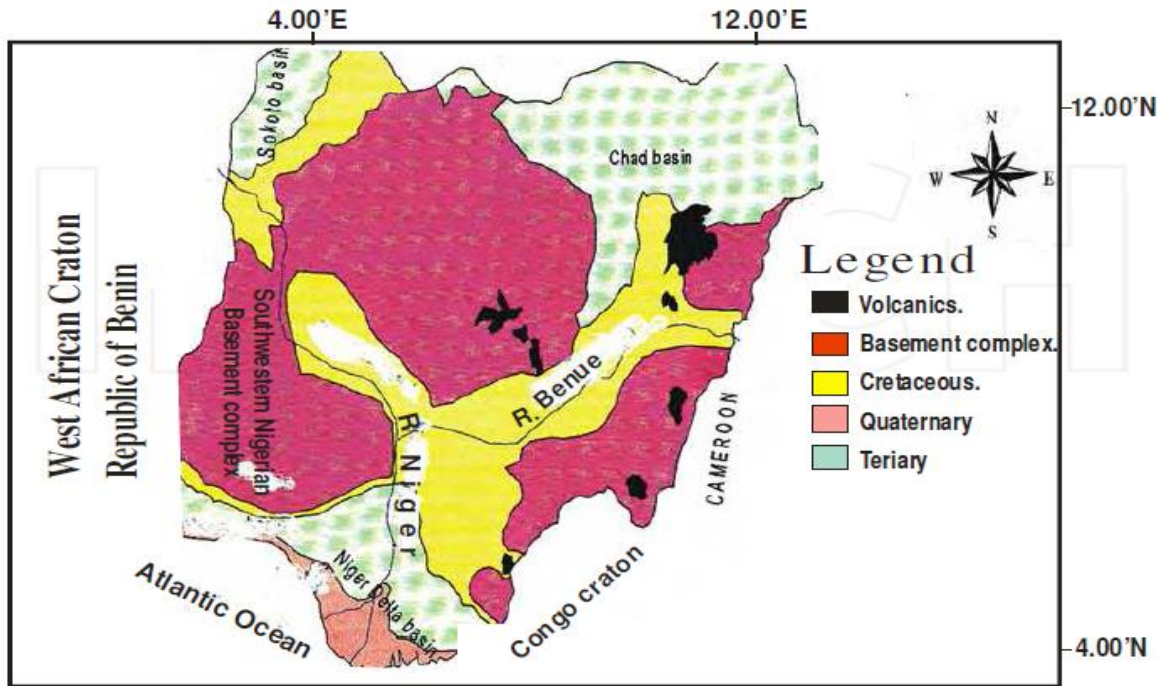 4.00'E
12.00'E
12.00'N
Sokoto basin
Chad basin
N
W
E
S
West African Craton
Republic of Benin
Southwestern Nigerian
Basement complex
Legend
Volcanics.
Basement complex.
Cretaceous.
Quaternary
Teriary
R. Benue
R. Niger
CAMEROON
Niger Delta basin
Atlantic Ocean
Congo craton
4.00'N